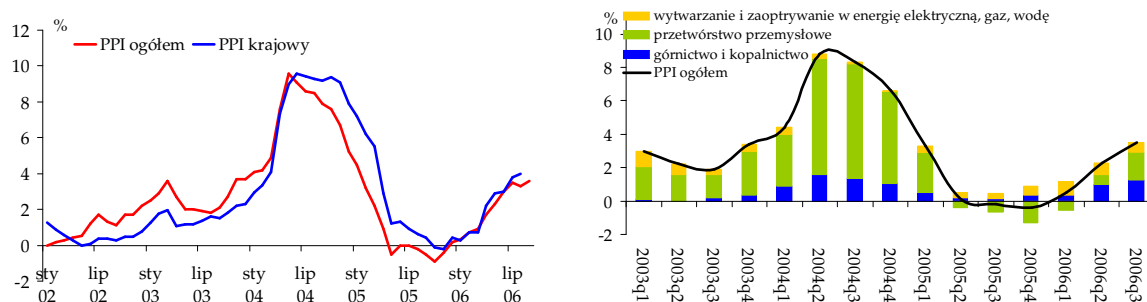 %
PPI ogółem PPI krajowy
12
10
8
6
4
2
0
-2
sty 02 lip 02 sty 03 lip 03 sty 04 lip 04 sty 05 lip 05 sty 06 lip 06
%
wytwarzanie i zaoptrywanie w energię elektryczną, gaz, wodę
przetwórstwo przemysłowe
górnictwo i kopalnictwo
PPI ogółem
10
8
6
4
2
0
-2
2003q1 2003q2 2003q3 2003q4 2004q1 2004q2 2004q3 2004q4 2005q1 2005q2 2005q3 2005q4 2006q1 2006q2 2006q3